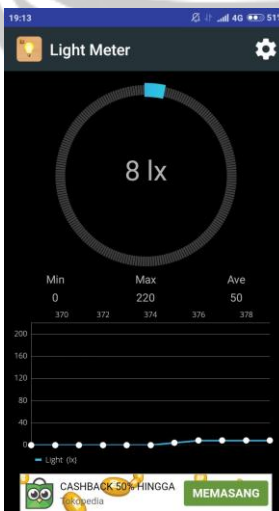 19:13 4G 51%
Light Meter
8 lx
Min Max Ave
0 220 50
370 372 374 376 378
200
160
120
80
40
0
Light (lx)
CASHBACK 50% HINGGA
Tokopedia
MEMASANG